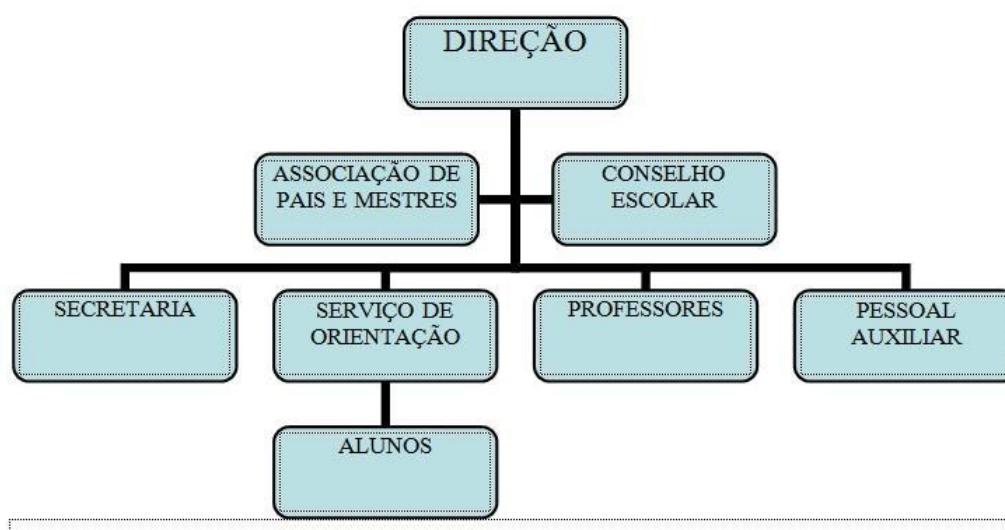 DIREÇÃO
ASSOCIAÇÃO DE
PAIS E MESTRES
CONSELHO
ESCOLAR
SECRETARIA
SERVIÇO DE
ORIENTAÇÃO
PROFESSORES
PESSOAL
AUXILIAR
ALUNOS